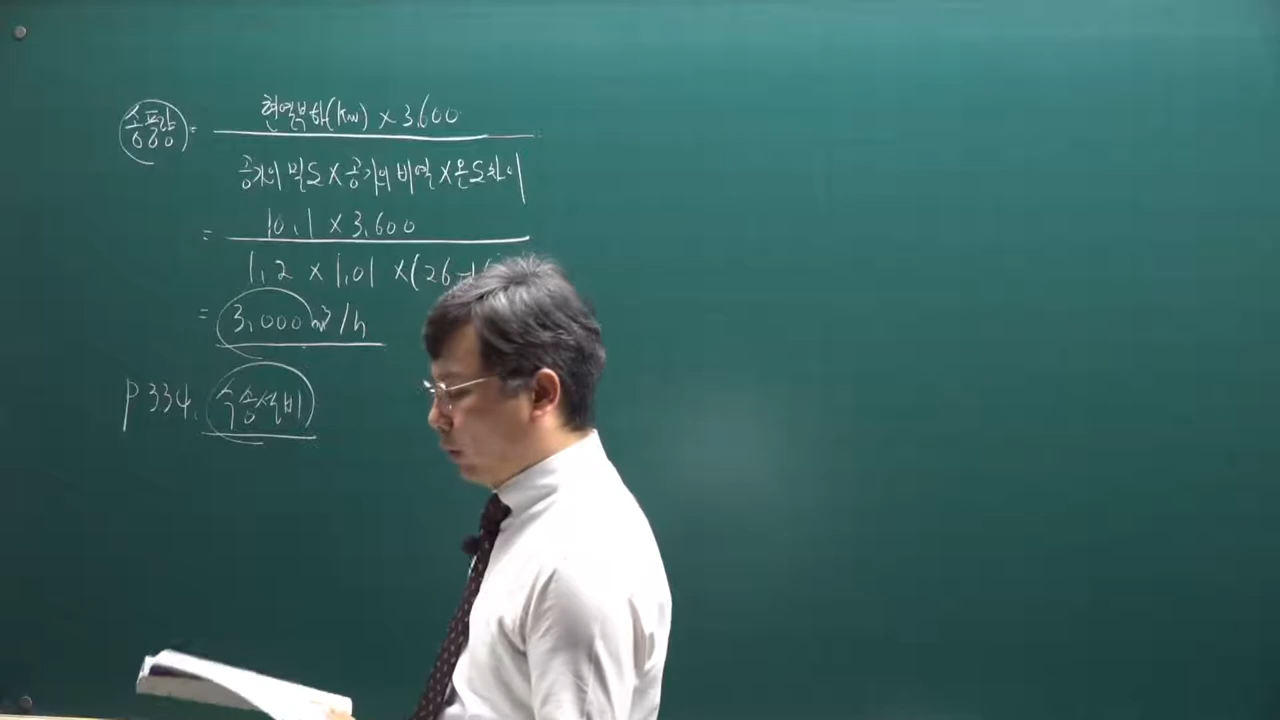 송풍량 = 현열부하(kw) × 3,600
공기의 밀도 × 공기의 비열 × 온도차이
= 10.1 × 3,600
1.2 × 1.01 × (26-16
= 3,000 m³/h
P 334. 수송설비